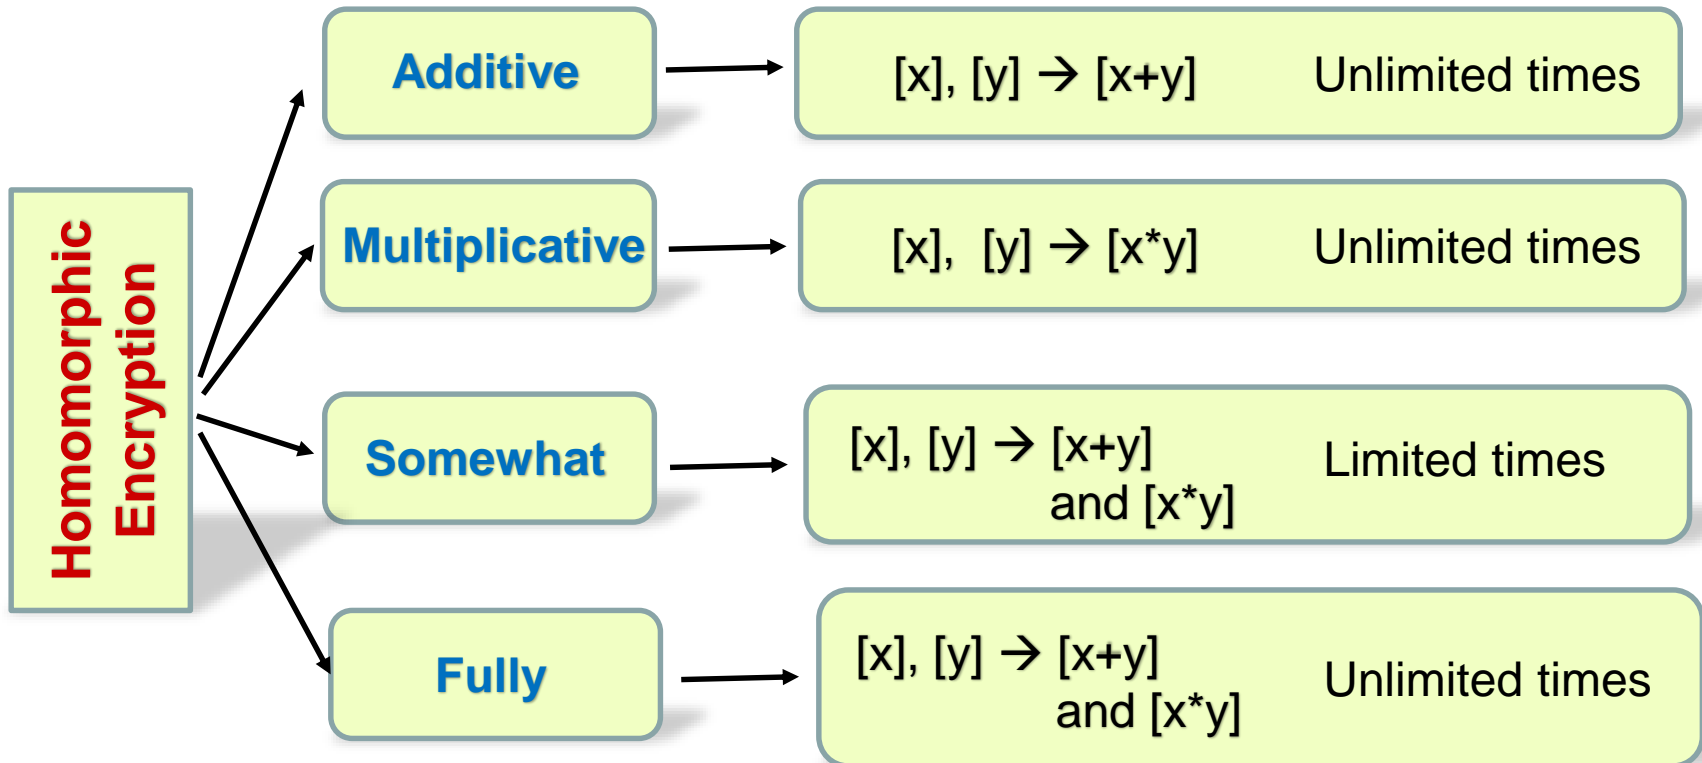 Homomorphic
Encryption
Additive
[x], [y] → [x+y] Unlimited times
Multiplicative
[x], [y] → [x*y] Unlimited times
Somewhat
[x], [y] → [x+y]
and [x*y]
Limited times
Fully
[x], [y] → [x+y]
and [x*y]
Unlimited times